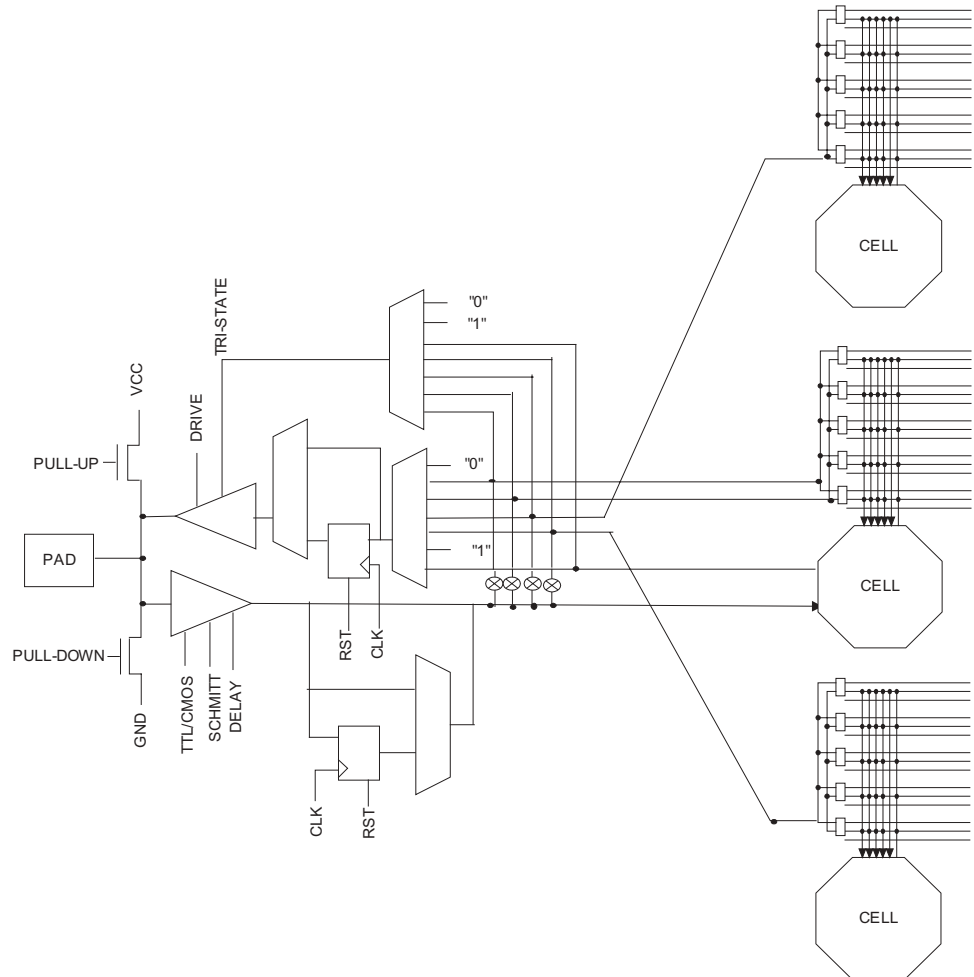 CELL
"0"
"1"
TRI-STATE
VCC
DRIVE
PULL-UP
"0"
PAD
"1"
CELL
RST
CLK
PULL-DOWN
GND
TTL/CMOS
SCHMITT
DELAY
CLK
RST
CELL